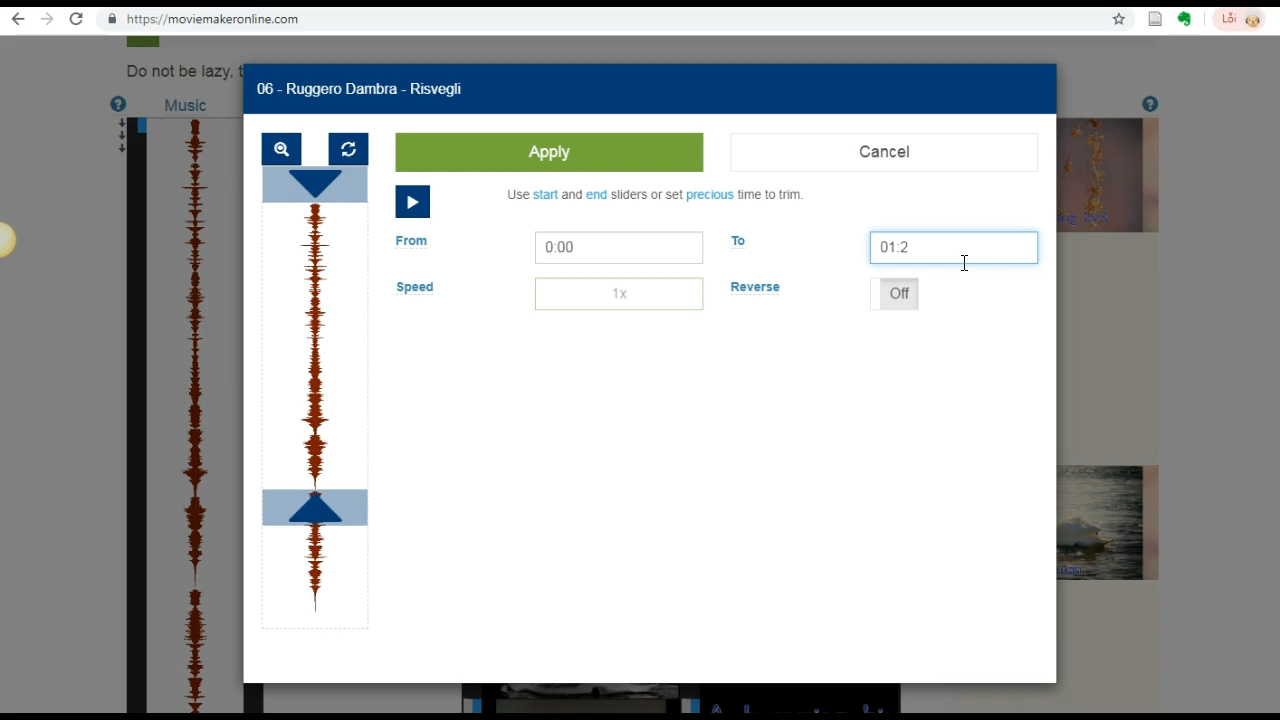 https://moviemakeronline.com
Lỗi
Do not be lazy, t
06 - Ruggero Dambra - Risvegli
Music
Apply
Cancel
Use start and end sliders or set precious time to trim.
From
0:00
To
01:2
Speed
1x
Reverse
Off